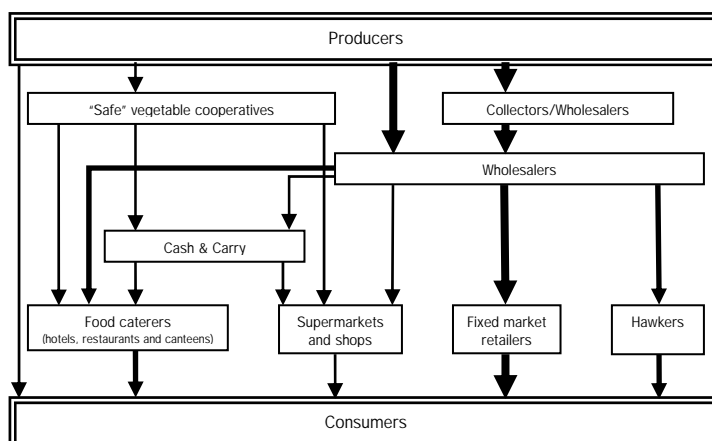 Producers
“Safe” vegetable cooperatives
Collectors/Wholesalers
Wholesalers
Cash & Carry
Food caterers
(hotels, restaurants and canteens)
Supermarkets
and shops
Fixed market
retailers
Hawkers
Consumers